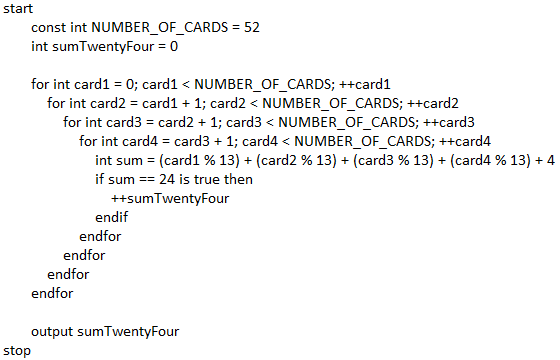 start
const int NUMBER_OF_CARDS = 52
int sumTwentyFour = 0
for int card1 = 0; card1 < NUMBER_OF_CARDS; ++card1
for int card2 = card1 + 1; card2 < NUMBER_OF_CARDS; ++card2
for int card3 = card2 + 1; card3 < NUMBER_OF_CARDS; ++card3
for int card4 = card3 + 1; card4 < NUMBER_OF_CARDS; ++card4
int sum = (card1 % 13) + (card2 % 13) + (card3 % 13) + (card4 % 13) + 4
if sum == 24 is true then
++sumTwentyFour
endif
endfor
endfor
endfor
endfor
output sumTwentyFour
stop